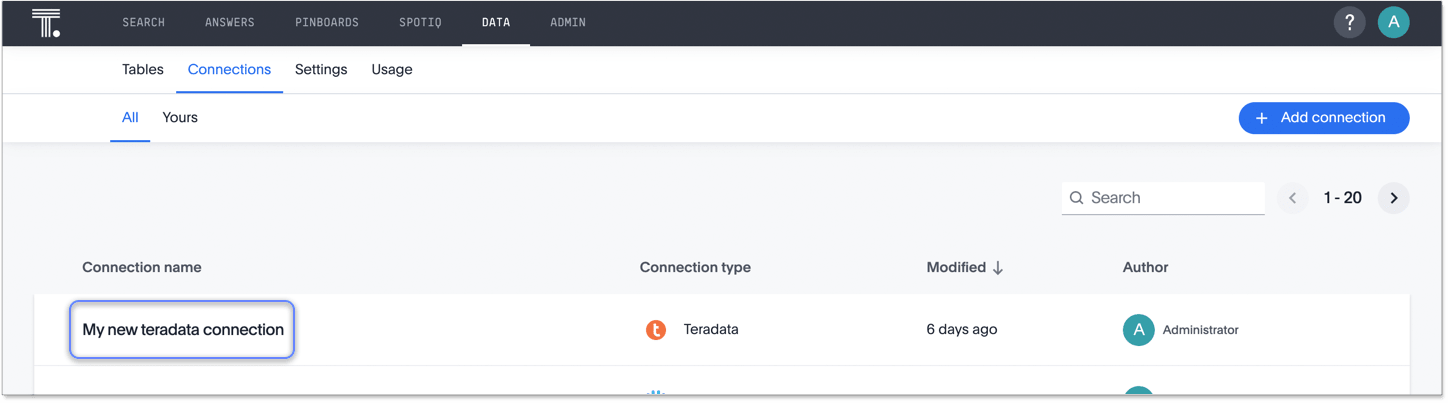 T. SEARCH ANSWERS PINBOARDS SPOTIQ DATA ADMIN ? A
Tables Connections Settings Usage
All Yours + Add connection
Search 1 - 20
Connection name Connection type Modified ↓ Author
My new teradata connection t Teradata 6 days ago A Administrator